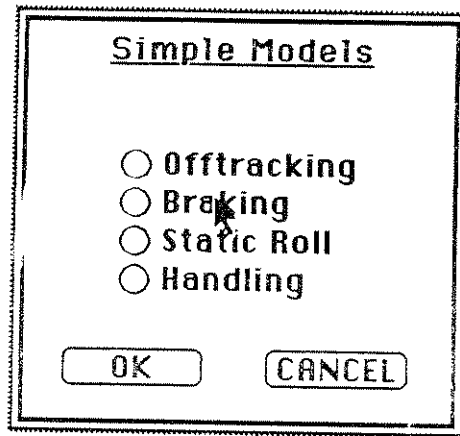 Simple Models
Offtracking
Braking
Static Roll
Handling
OK
CANCEL